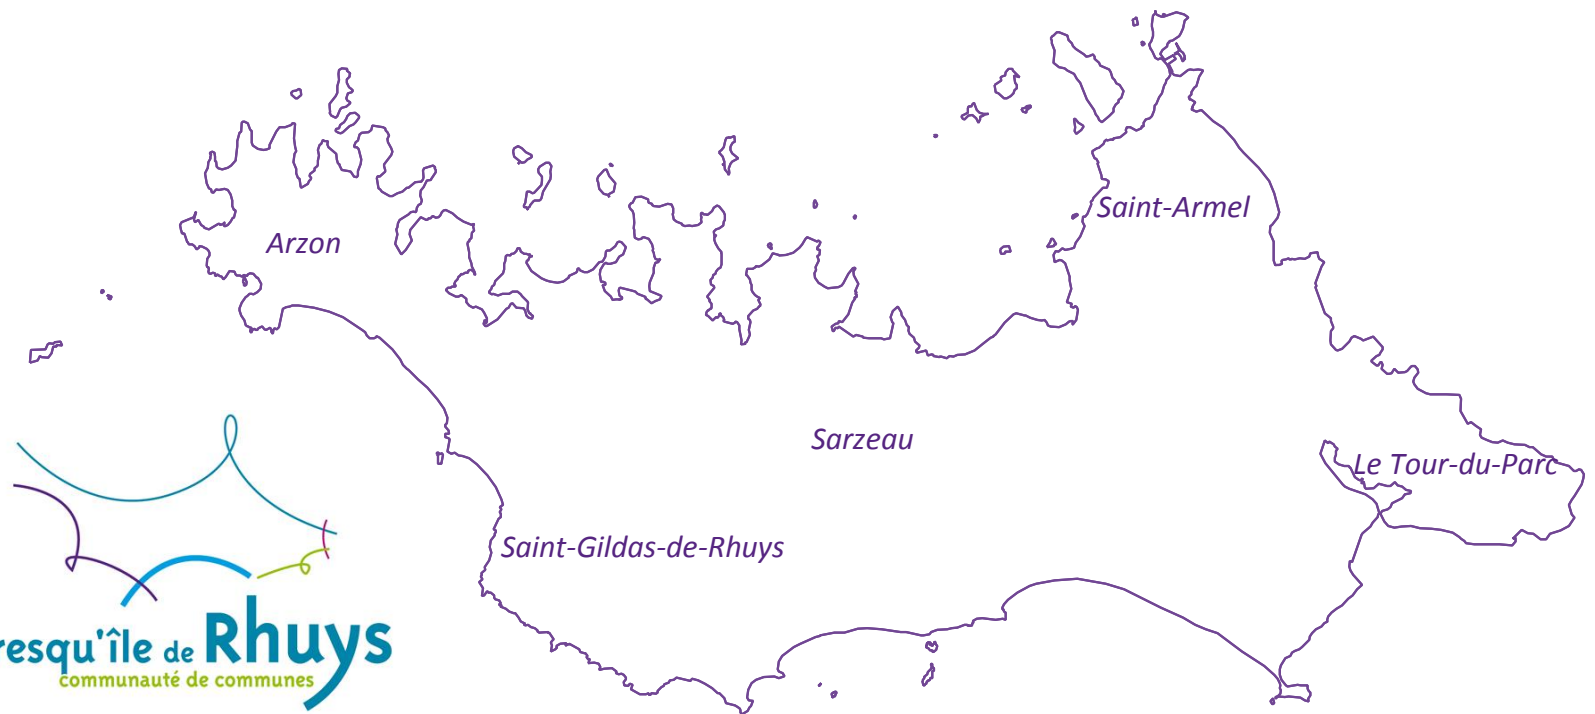 Saint-Armel
Arzon
Sarzeau
Le Tour-du-Parc
Saint-Gildas-de-Rhuys
resqu'île de Rhuys
communauté de communes